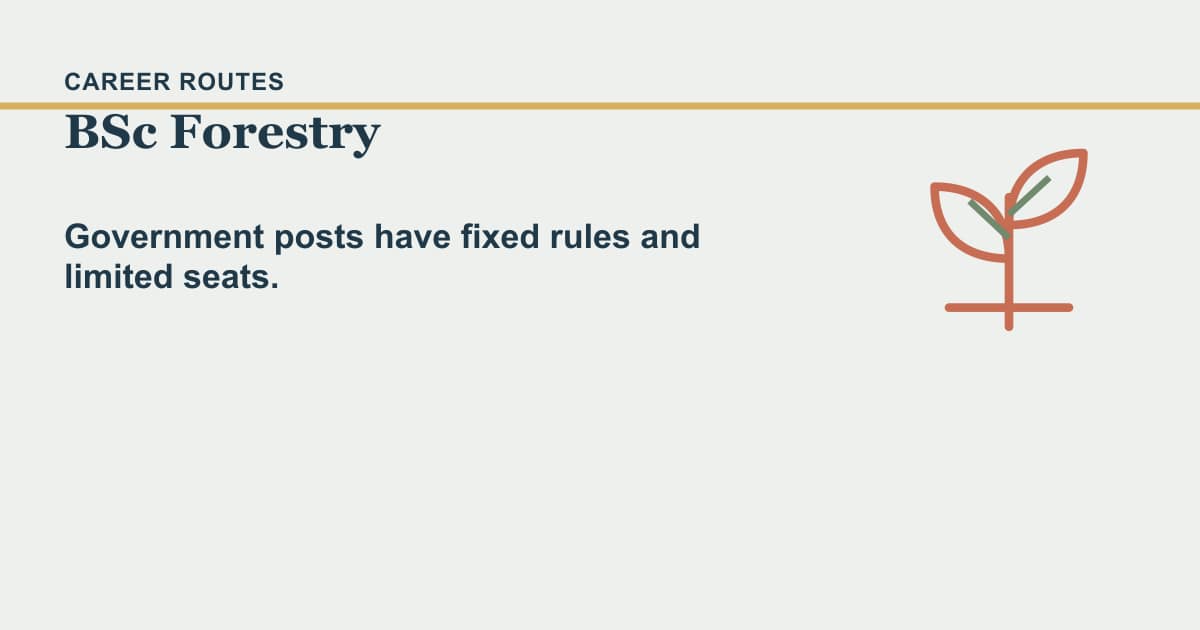 CAREER ROUTES
BSc Forestry
Government posts have fixed rules and
limited seats.